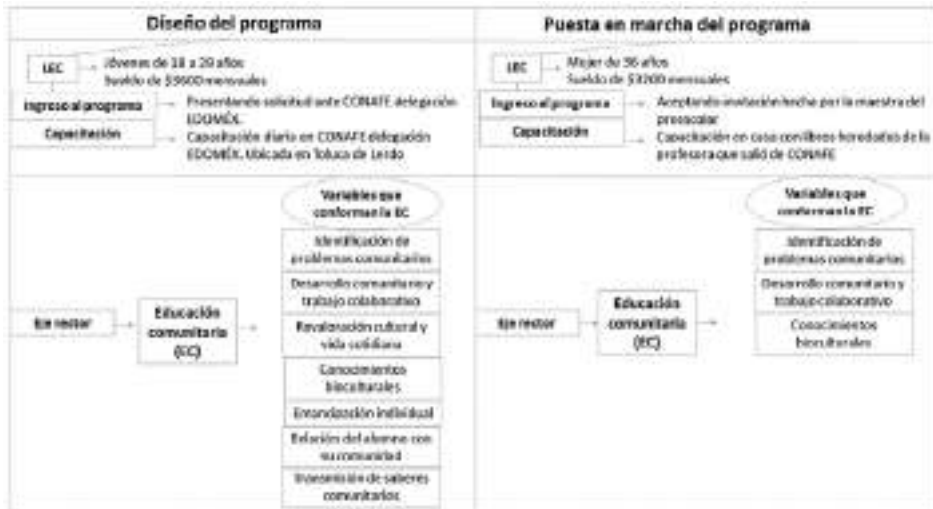 Diseño del programa
LEC
Jóvenes de 18 a 29 años
Sueldo de $3600 mensuales
Ingreso al programa
Presentando solicitud ante CONAFE delegación
EDOMÉX.
Capacitación
Capacitación diario en CONAFE delegación
EDOMÉX. Ubicada en Toluca de Lerdo
Variables que
conforman la EC
Identificación de
problemas comunitarios
Desarrollo comunitario y
trabajo colaborativo
Eje rector
Educación
comunitaria
(EC)
Revaloración cultural y
vida cotidiana
Conocimientos
bioculturales
Emancipación individual
Relación del alumno con
su comunidad
Transmisión de saberes
comunitarios
Puesta en marcha del programa
LEC
Mujer de 36 años
Sueldo de $3200 mensuales
Ingreso al programa
Aceptando invitación hecha por la maestra del
preescolar
Capacitación
Capacitación en casa con libros heredados de la
profesora que salió de CONAFE
Variables que
conforman la EC
Identificación de
problemas comunitarios
Desarrollo comunitario y
trabajo colaborativo
Eje rector
Educación
comunitaria
(EC)
Conocimientos
bioculturales